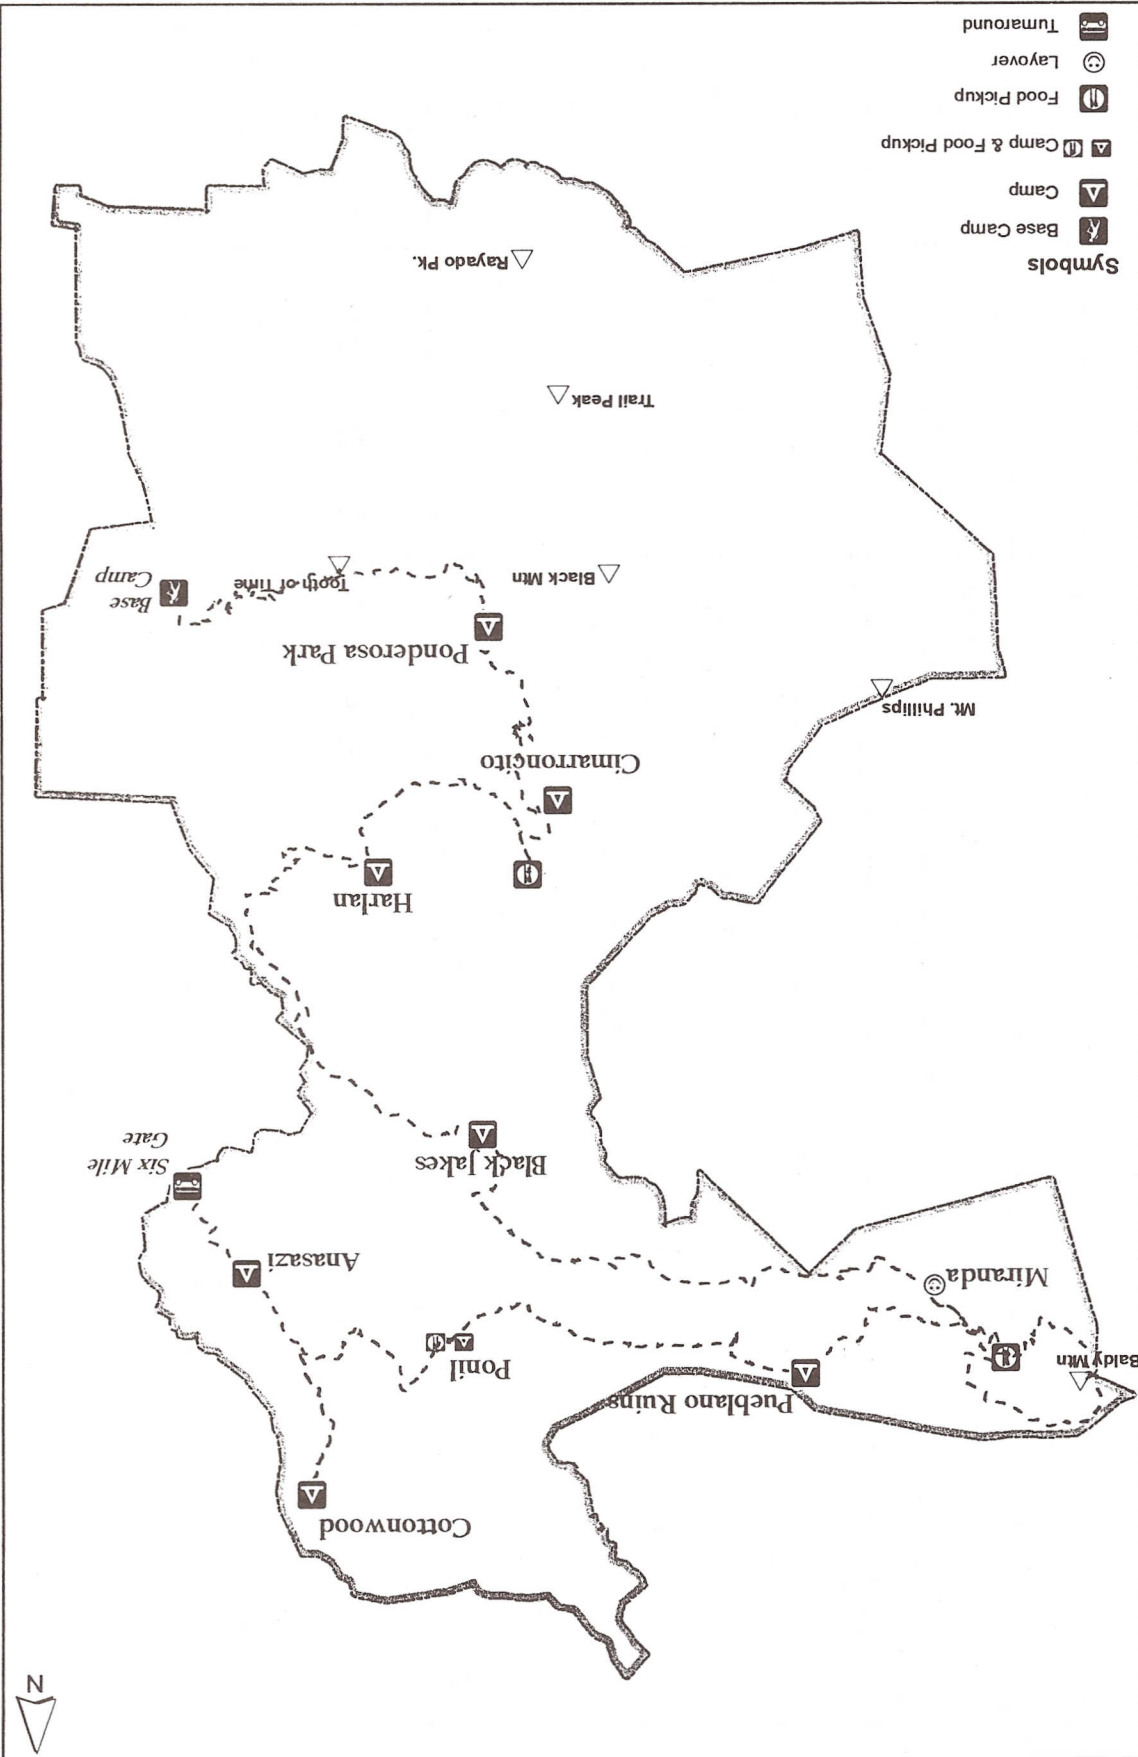 N
Cottonwood
Pueblano Ruins
Ponil
Baldy Mtn
Miranda
Anasazi
Six Mile
Gate
Black Jakes
Harlan
Cimarroncito
Mt. Phillips
Ponderosa Park
Base
Camp
Tooth of Time
Black Mtn
Trail Peak
Rayado Pk.
Symbols
Base Camp
Camp
Camp & Food Pickup
Food Pickup
Layover
Turnaround